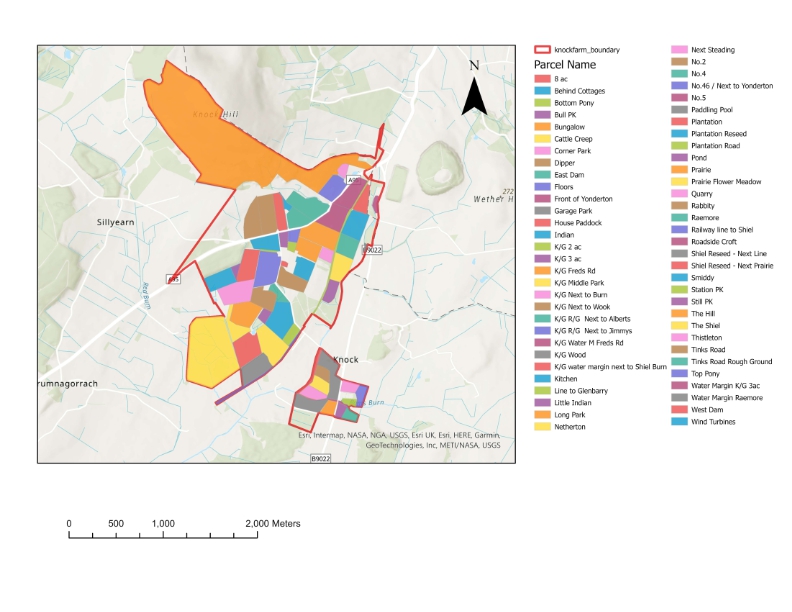 Knock Hill
N
A95
272
Wether H
Sillyearn
B9022
A95
Red Burn
Knock
rumnagorrach
Burn
Esri, Intermap, NASA, NGA, USGS, Esri UK, Esri, HERE, Garmin,
GeoTechnologies, Inc, METI/NASA, USGS
B9022
0 500 1,000 2,000 Meters
knockfarm_boundary
Parcel Name
8 ac
Behind Cottages
Bottom Pony
Bull PK
Bungalow
Cattle Creep
Corner Park
Dipper
East Dam
Floors
Front of Yonderton
Garage Park
House Paddock
Indian
K/G 2 ac
K/G 3 ac
K/G Freds Rd
K/G Middle Park
K/G Next to Burn
K/G Next to Wook
K/G R/G Next to Alberts
K/G R/G Next to Jimmys
K/G Water M Freds Rd
K/G Wood
K/G water margin next to Shiel Burn
Kitchen
Line to Glenbarry
Little Indian
Long Park
Netherton
Next Steading
No.2
No.4
No.46 / Next to Yonderton
No.5
Paddling Pool
Plantation
Plantation Reseed
Plantation Road
Pond
Prairie
Prairie Flower Meadow
Quarry
Rabbity
Raemore
Railway line to Shiel
Roadside Croft
Shiel Reseed - Next Line
Shiel Reseed - Next Prairie
Smiddy
Station PK
Still PK
The Hill
The Shiel
Thistleton
Tinks Road
Tinks Road Rough Ground
Top Pony
Water Margin K/G 3ac
Water Margin Raemore
West Dam
Wind Turbines